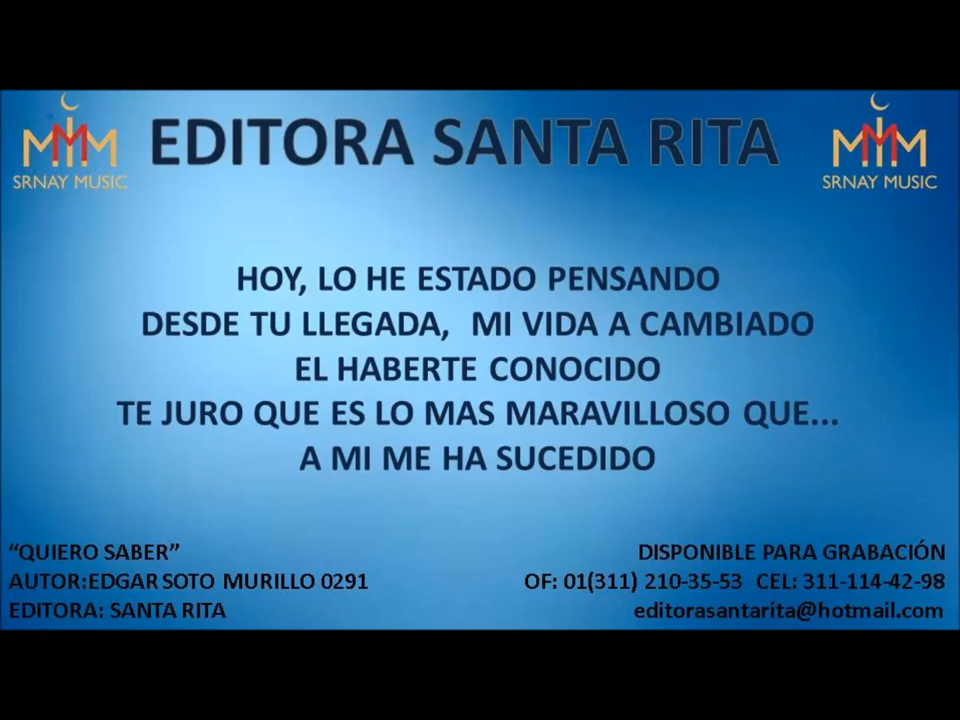 EDITORA SANTA RITA
SRNAY MUSIC
SRNAY MUSIC
HOY, LO HE ESTADO PENSANDO
DESDE TU LLEGADA, MI VIDA A CAMBIADO
EL HABERTE CONOCIDO
TE JURO QUE ES LO MAS MARAVILLOSO QUE...
A MI ME HA SUCEDIDO
“QUIERO SABER”
AUTOR:EDGAR SOTO MURILLO 0291
EDITORA: SANTA RITA
DISPONIBLE PARA GRABACIÓN
OF: 01(311) 210-35-53 CEL: 311-114-42-98
editorasantarita@hotmail.com